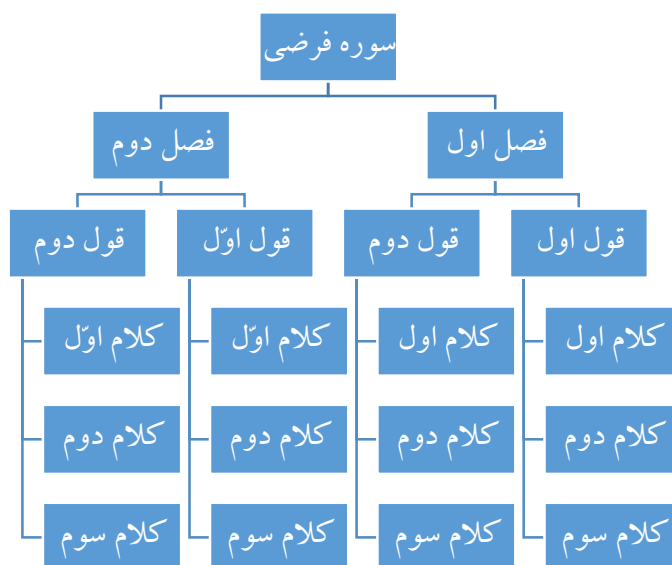 سوره فرضی
فصل اول
فصل دوم
قول اول
قول دوم
قول اوّل
قول دوم
کلام اول
کلام اول
کلام اوّل
کلام اوّل
کلام دوم
کلام دوم
کلام دوم
کلام دوم
کلام سوم
کلام سوم
کلام سوم
کلام سوم